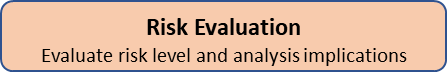 Risk Evaluation
Evaluate risk level and analysis implications